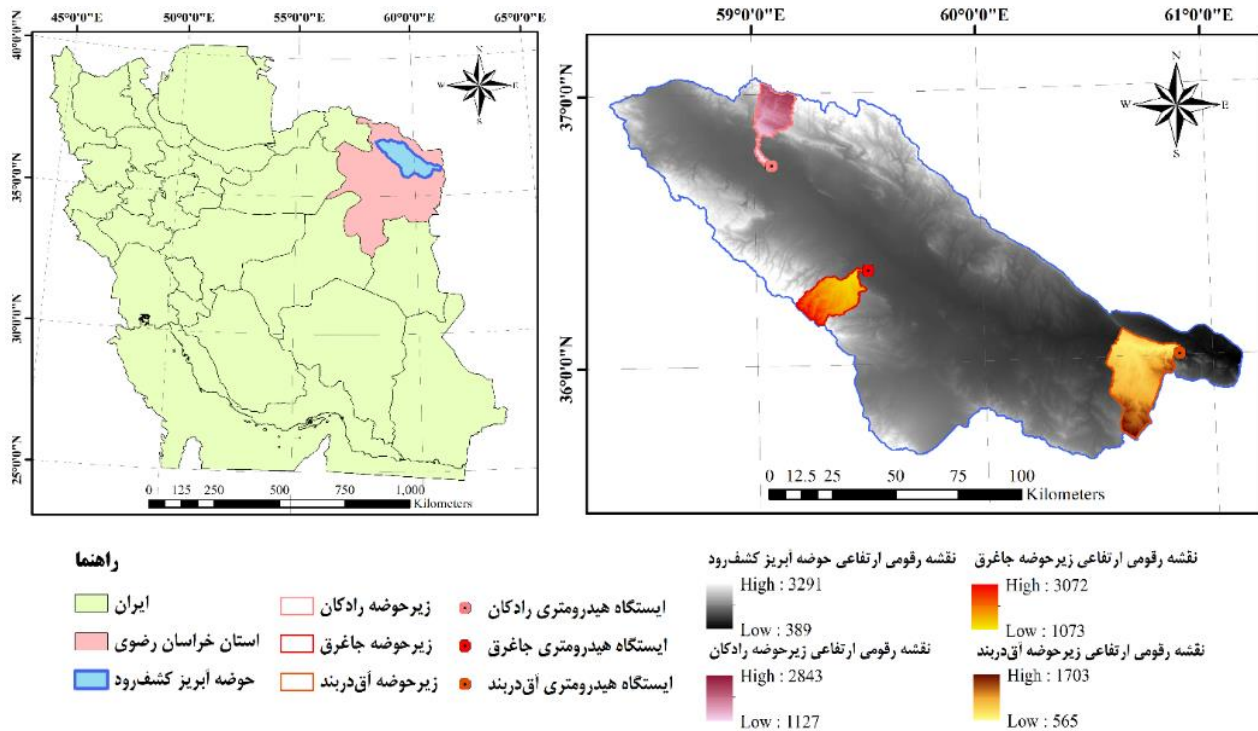 45°0'0"E 50°0'0"E 55°0'0"E 60°0'0"E 65°0'0"E
40°0'0"N
35°0'0"N
30°0'0"N
25°0'0"N
N
W E
S
0 125 250 500 750 1,000
Kilometers
59°0'0"E 60°0'0"E 61°0'0"E
37°0'0"N
36°0'0"N
N
W E
S
0 12.5 25 50 75 100
Kilometers
راهنما
ایران
استان خراسان رضوی
حوضه آبریز کشف‌رود
زیرحوضه رادکان
زیرحوضه جاغرق
زیرحوضه آق‌دربند
ایستگاه هیدرومتری رادکان
ایستگاه هیدرومتری جاغرق
ایستگاه هیدرومتری آق‌دربند
نقشه رقومی ارتفاعی حوضه آبریز کشف‌رود
High : 3291
Low : 389
نقشه رقومی ارتفاعی زیرحوضه رادکان
High : 2843
Low : 1127
نقشه رقومی ارتفاعی زیرحوضه جاغرق
High : 3072
Low : 1073
نقشه رقومی ارتفاعی زیرحوضه آق‌دربند
High : 1703
Low : 565